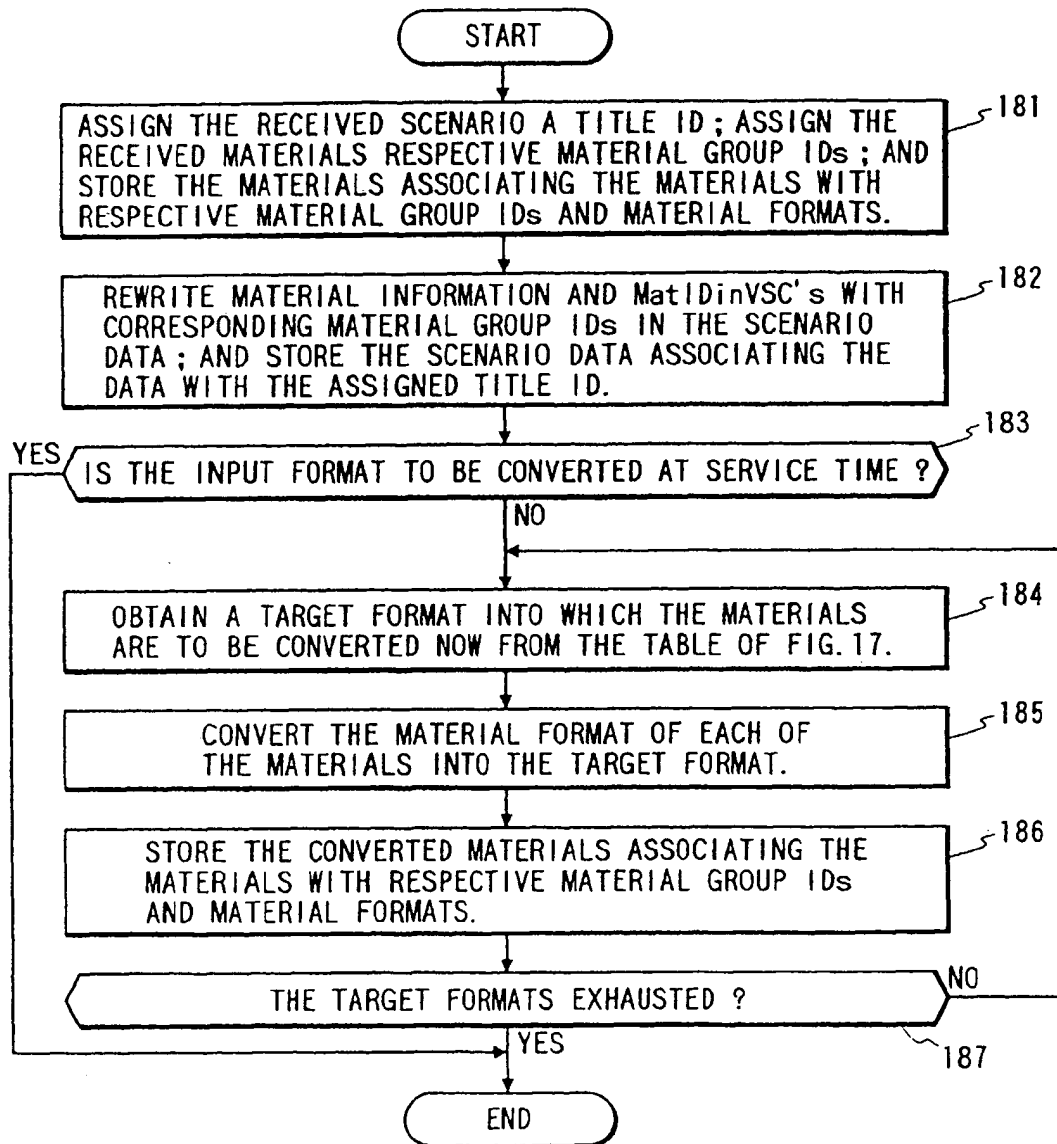 START
181
ASSIGN THE RECEIVED SCENARIO A TITLE ID ; ASSIGN THE
RECEIVED MATERIALS RESPECTIVE MATERIAL GROUP IDs ; AND
STORE THE MATERIALS ASSOCIATING THE MATERIALS WITH
RESPECTIVE MATERIAL GROUP IDs AND MATERIAL FORMATS.
182
REWRITE MATERIAL INFORMATION AND MatIDinVSC's WITH
CORRESPONDING MATERIAL GROUP IDs IN THE SCENARIO
DATA ; AND STORE THE SCENARIO DATA ASSOCIATING THE
DATA WITH THE ASSIGNED TITLE ID.
183
YES
IS THE INPUT FORMAT TO BE CONVERTED AT SERVICE TIME ?
NO
184
OBTAIN A TARGET FORMAT INTO WHICH THE MATERIALS
ARE TO BE CONVERTED NOW FROM THE TABLE OF FIG. 17.
185
CONVERT THE MATERIAL FORMAT OF EACH OF
THE MATERIALS INTO THE TARGET FORMAT.
186
STORE THE CONVERTED MATERIALS ASSOCIATING THE
MATERIALS WITH RESPECTIVE MATERIAL GROUP IDs
AND MATERIAL FORMATS.
THE TARGET FORMATS EXHAUSTED ?
NO
YES
187
END